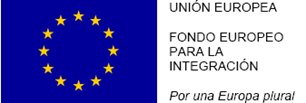 UNIÓN EUROPEA
FONDO EUROPEO
PARA LA
INTEGRACIÓN
Por una Europa plural